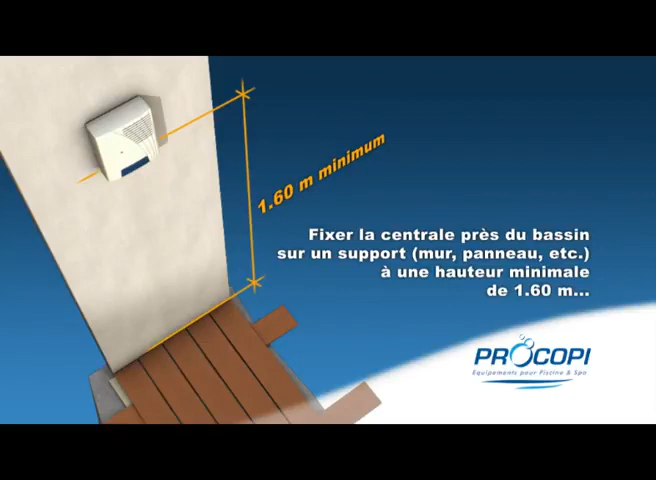 1.60 m minimum
Fixer la centrale près du bassin
sur un support (mur, panneau, etc.)
à une hauteur minimale
de 1.60 m...
PROCOPI
Equipements pour Piscine & Spa